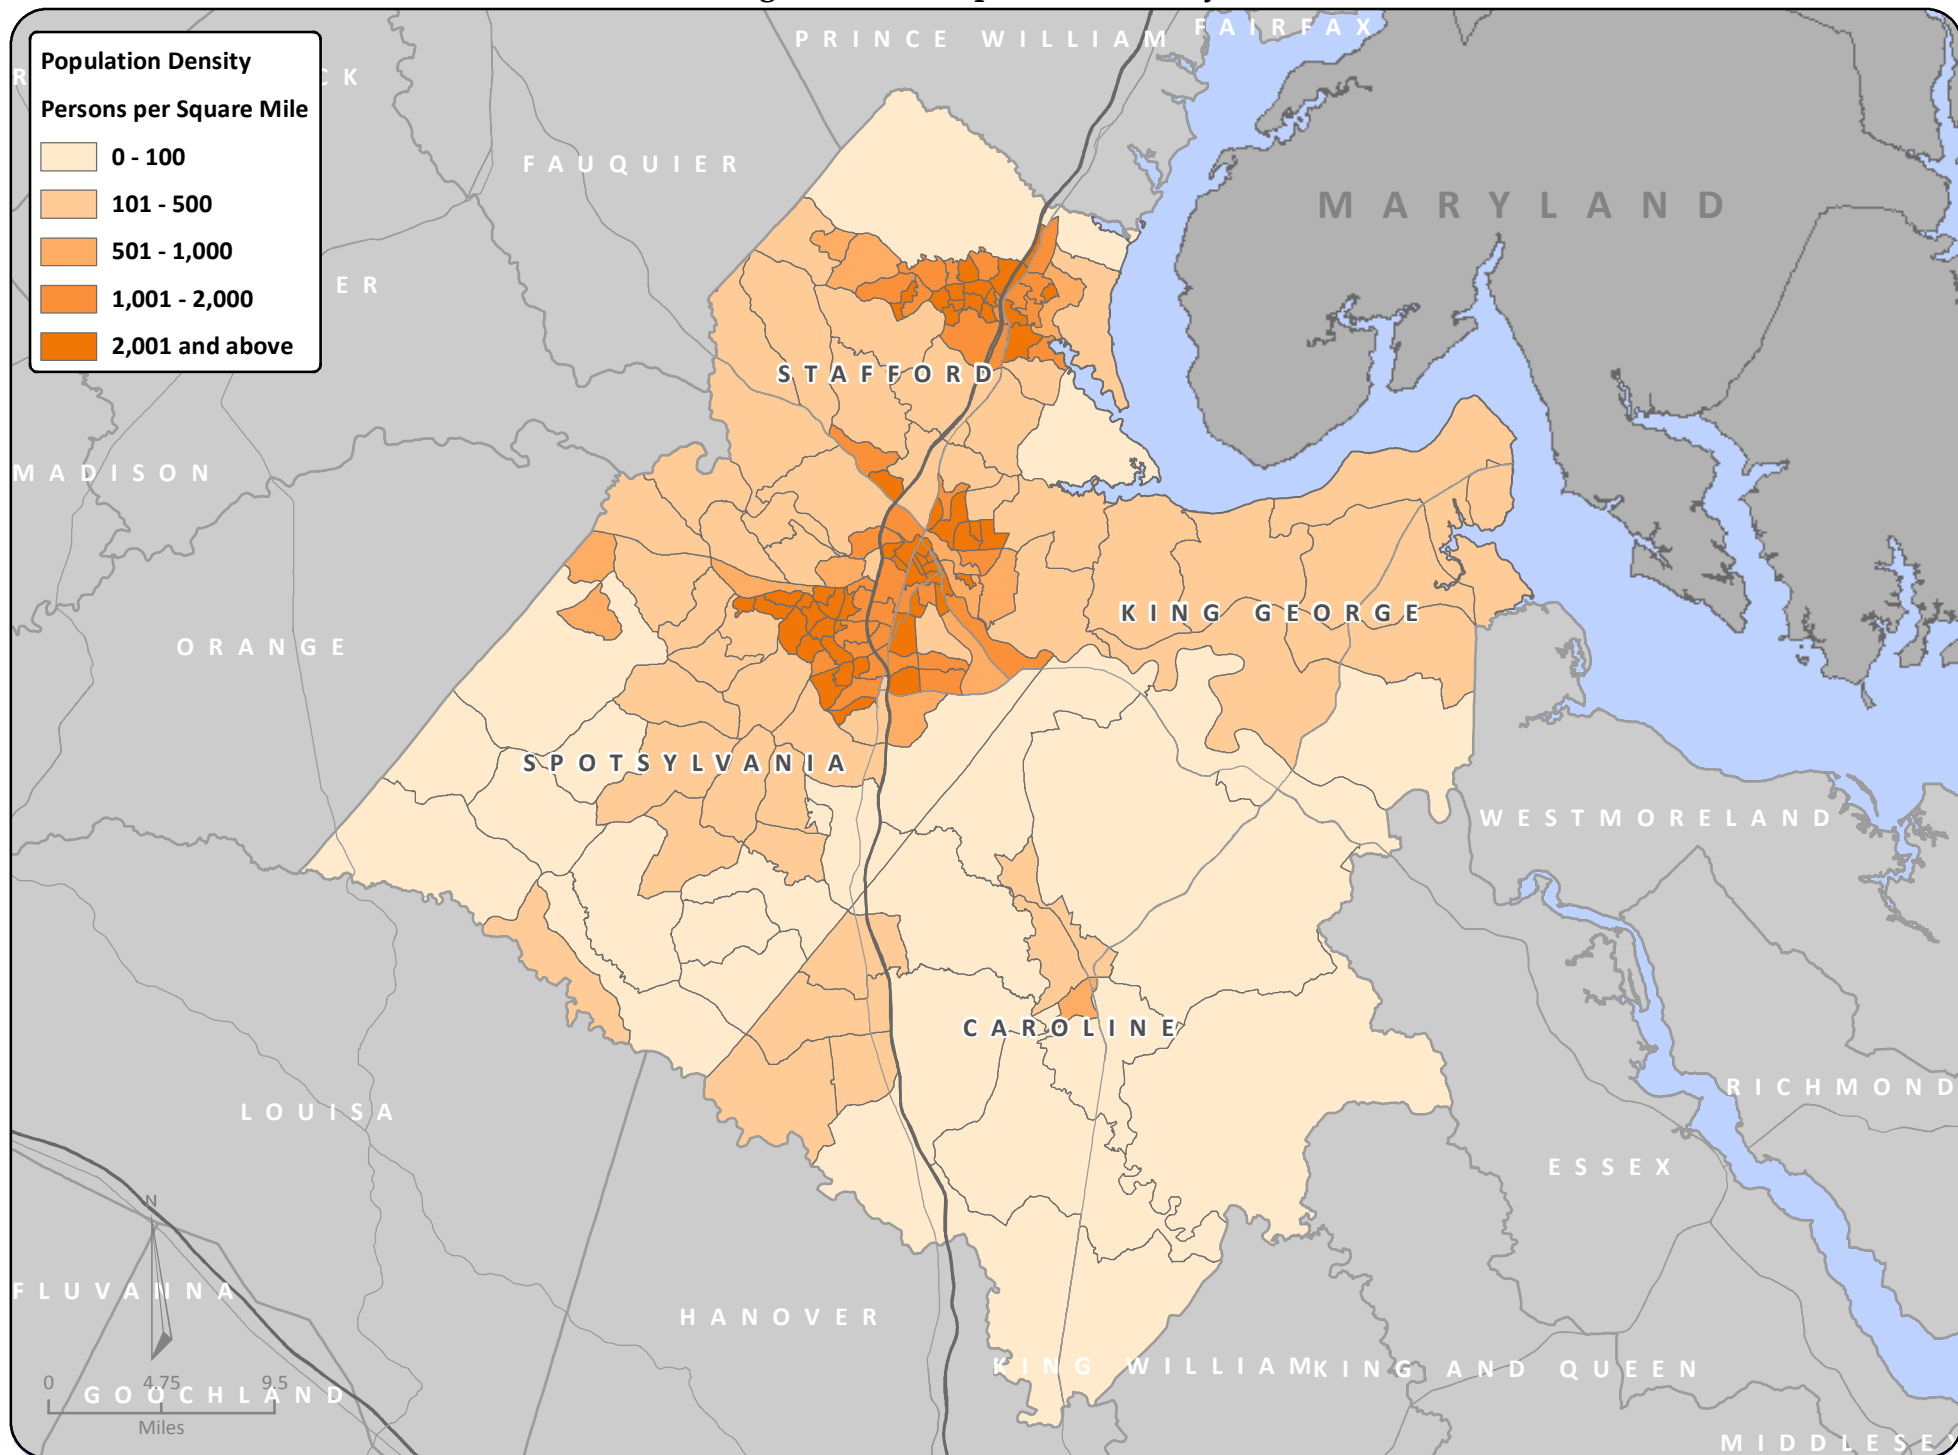 PRINCE WILLIAM
FAIRFAX
Population Density
Persons per Square Mile
0 - 100
101 - 500
501 - 1,000
1,001 - 2,000
2,001 and above
R
CK
FAUQUIER
MARYLAND
ER
STAFFORD
MADISON
KING GEORGE
ORANGE
SPOTSYLVANIA
WESTMORELAND
CAROLINE
RICHMOND
LOUISA
ESSEX
N
FLUVANNA
HANOVER
KING WILLIAM
KING AND QUEEN
0 4.75 9.5
GOOCHLAND
Miles
MIDDLESEX